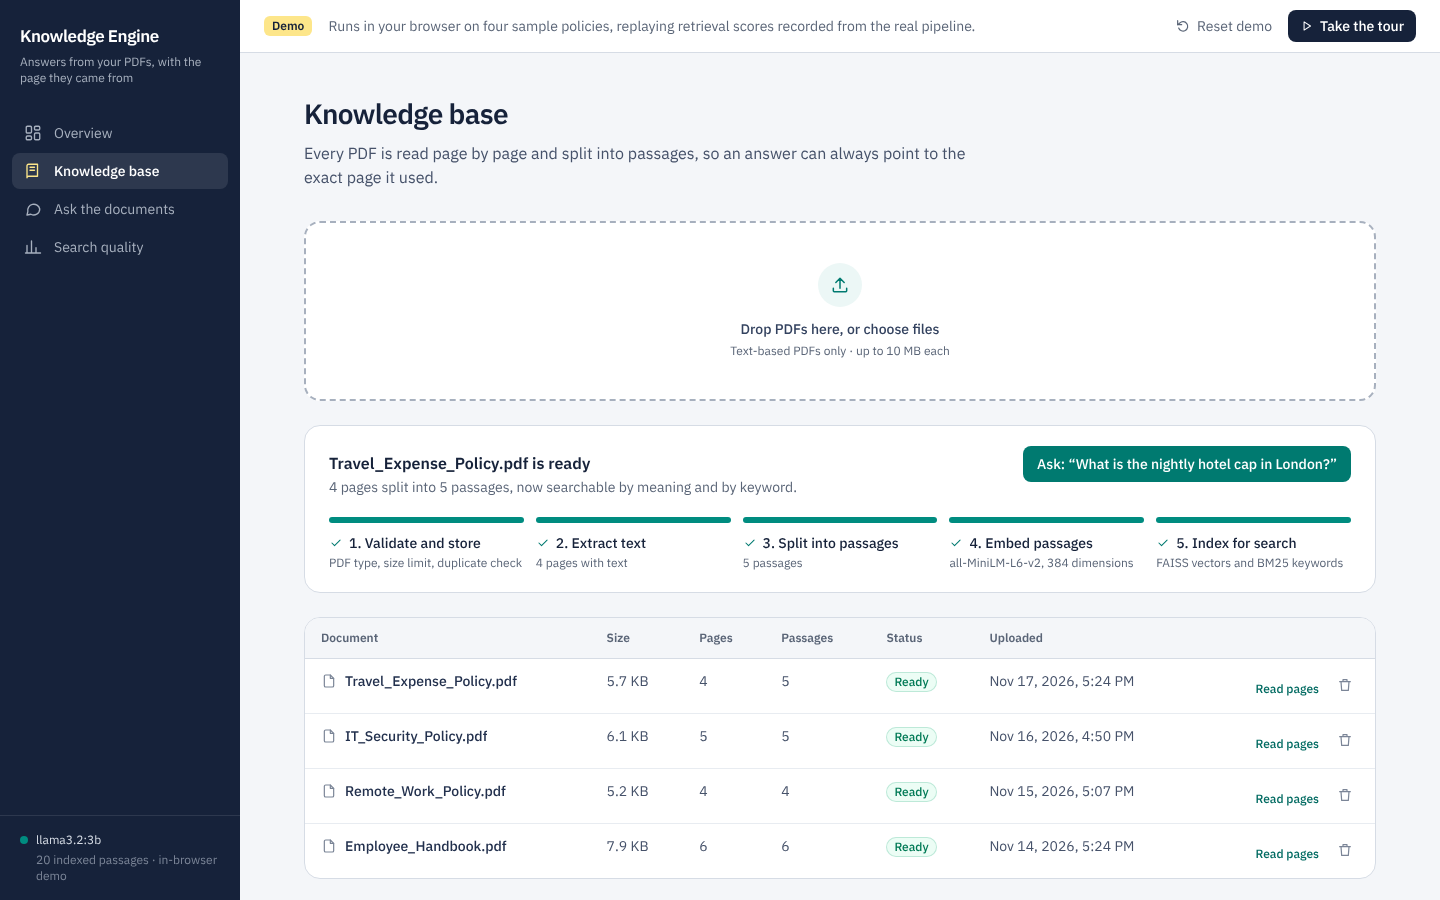 Knowledge Engine
Answers from your PDFs, with the
page they came from
Overview
Knowledge base
Ask the documents
Search quality
llama3.2:3b
20 indexed passages · in-browser
demo
Demo
Runs in your browser on four sample policies, replaying retrieval scores recorded from the real pipeline.
Reset demo
Take the tour
Knowledge base
Every PDF is read page by page and split into passages, so an answer can always point to the
exact page it used.
Drop PDFs here, or choose files
Text-based PDFs only · up to 10 MB each
Travel_Expense_Policy.pdf is ready
4 pages split into 5 passages, now searchable by meaning and by keyword.
Ask: “What is the nightly hotel cap in London?”
1. Validate and store
PDF type, size limit, duplicate check
2. Extract text
4 pages with text
3. Split into passages
5 passages
4. Embed passages
all-MiniLM-L6-v2, 384 dimensions
5. Index for search
FAISS vectors and BM25 keywords
Document Size Pages Passages Status Uploaded
Travel_Expense_Policy.pdf 5.7 KB 4 5 Ready Nov 17, 2026, 5:24 PM Read pages
IT_Security_Policy.pdf 6.1 KB 5 5 Ready Nov 16, 2026, 4:50 PM Read pages
Remote_Work_Policy.pdf 5.2 KB 4 4 Ready Nov 15, 2026, 5:07 PM Read pages
Employee_Handbook.pdf 7.9 KB 6 6 Ready Nov 14, 2026, 5:24 PM Read pages